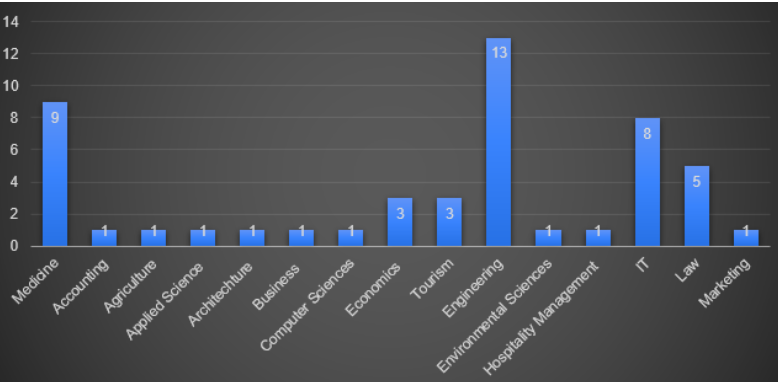 14
12
10
8
6
4
2
0
9
1
1
1
1
1
1
3
3
13
1
1
8
5
1
Medicine
Accounting
Agriculture
Applied Science
Architechture
Business
Computer Sciences
Economics
Tourism
Engineering
Environmental Sciences
Hospitality Management
IT
Law
Marketing